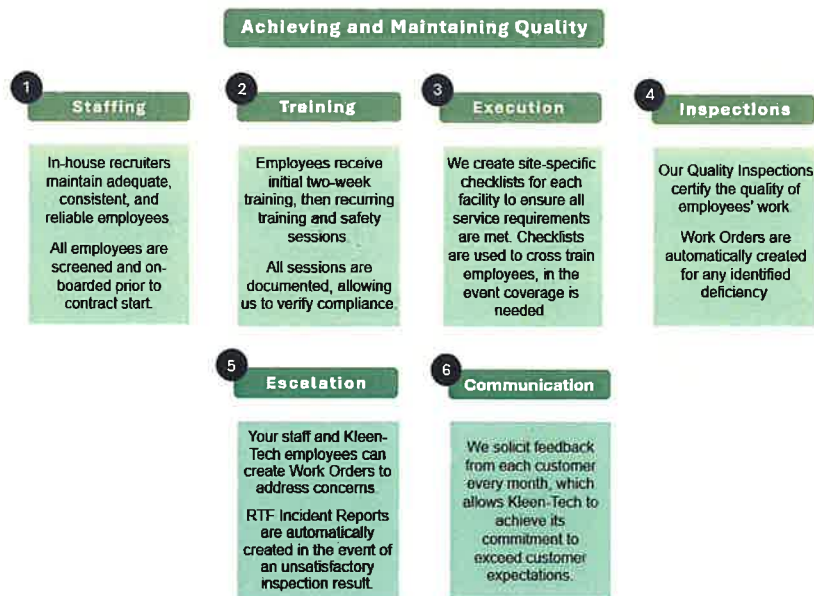 Achieving and Maintaining Quality
1
Staffing
In-house recruiters
maintain adequate,
consistent, and
reliable employees
All employees are
screened and on-
boarded prior to
contract start.
2
Training
Employees receive
initial two-week
training, then recurring
training and safety
sessions
All sessions are
documented, allowing
us to verify compliance.
3
Execution
We create site-specific
checklists for each
facility to ensure all
service requirements
are met. Checklists
are used to cross train
employees, in the
event coverage is
needed
4
Inspections
Our Quality Inspections
certify the quality of
employees' work
Work Orders are
automatically created
for any identified
deficiency
5
Escalation
Your staff and Kleen-
Tech employees can
create Work Orders to
address concerns.
RTF Incident Reports
are automatically
created in the event of
an unsatisfactory
inspection result.
6
Communication
We solicit feedback
from each customer
every month, which
allows Kleen-Tech to
achieve its
commitment to
exceed customer
expectations.